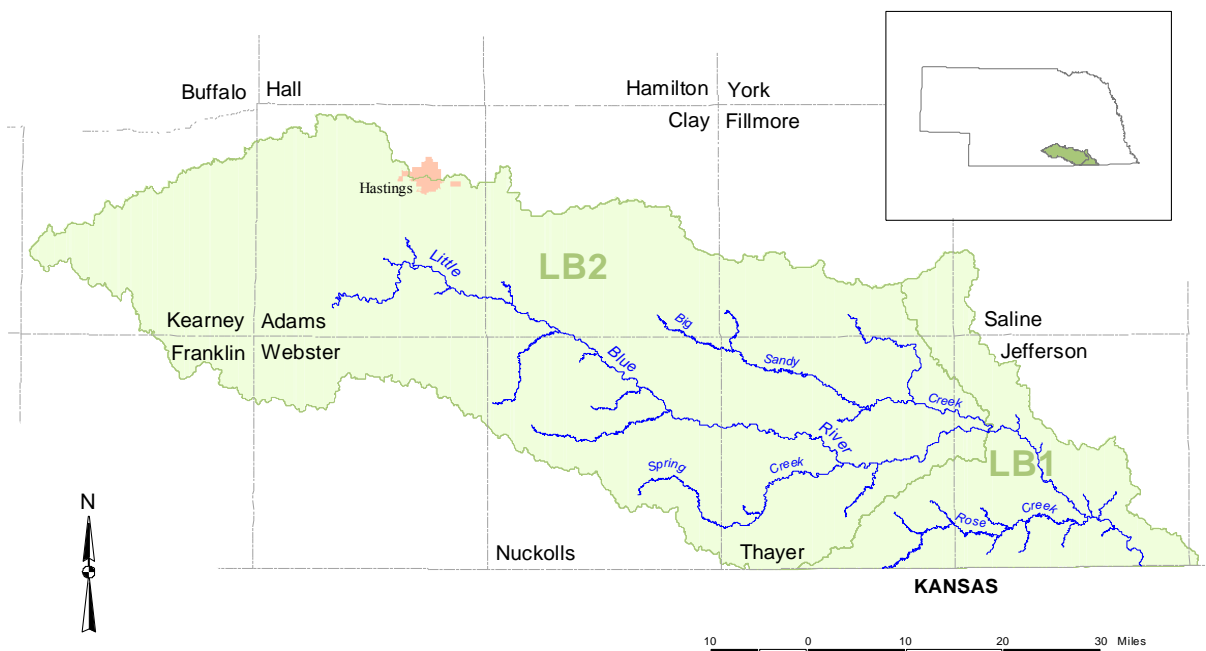 Buffalo Hall
Hamilton York
Clay Fillmore
Hastings
Little
LB2
Kearney Adams
Franklin Webster
Big
Saline
Jefferson
Blue
Sandy
Creek
River
Spring
Creek
LB1
N
Rose
Creek
Nuckolls
Thayer
KANSAS
10 0 10 20 30 Miles